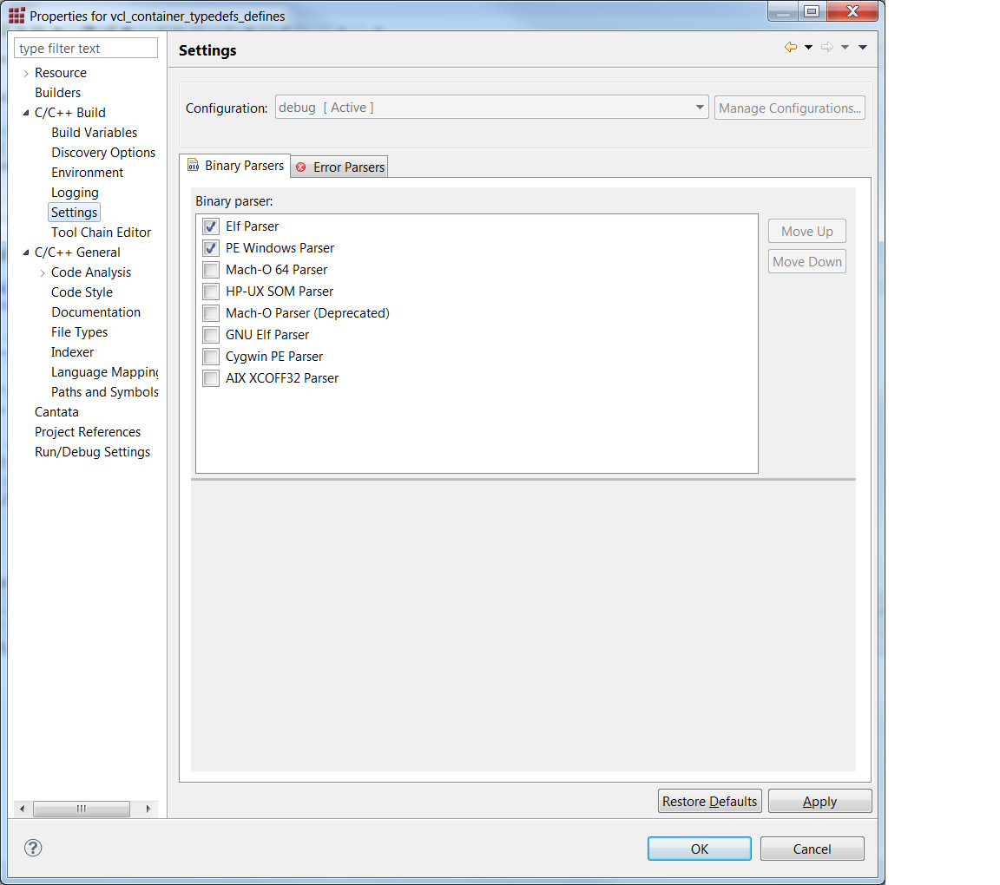 Properties for vcl_container_typedefs_defines
type filter text
Resource
Builders
C/C++ Build
Build Variables
Discovery Options
Environment
Logging
Settings
Tool Chain Editor
C/C++ General
Code Analysis
Code Style
Documentation
File Types
Indexer
Language Mapping
Paths and Symbols
Cantata
Project References
Run/Debug Settings
Settings
Configuration: debug [ Active ] Manage Configurations...
Binary Parsers Error Parsers
Binary parser:
Elf Parser
PE Windows Parser
Mach-O 64 Parser
HP-UX SOM Parser
Mach-O Parser (Deprecated)
GNU Elf Parser
Cygwin PE Parser
AIX XCOFF32 Parser
Move Up
Move Down
Restore Defaults Apply
OK Cancel